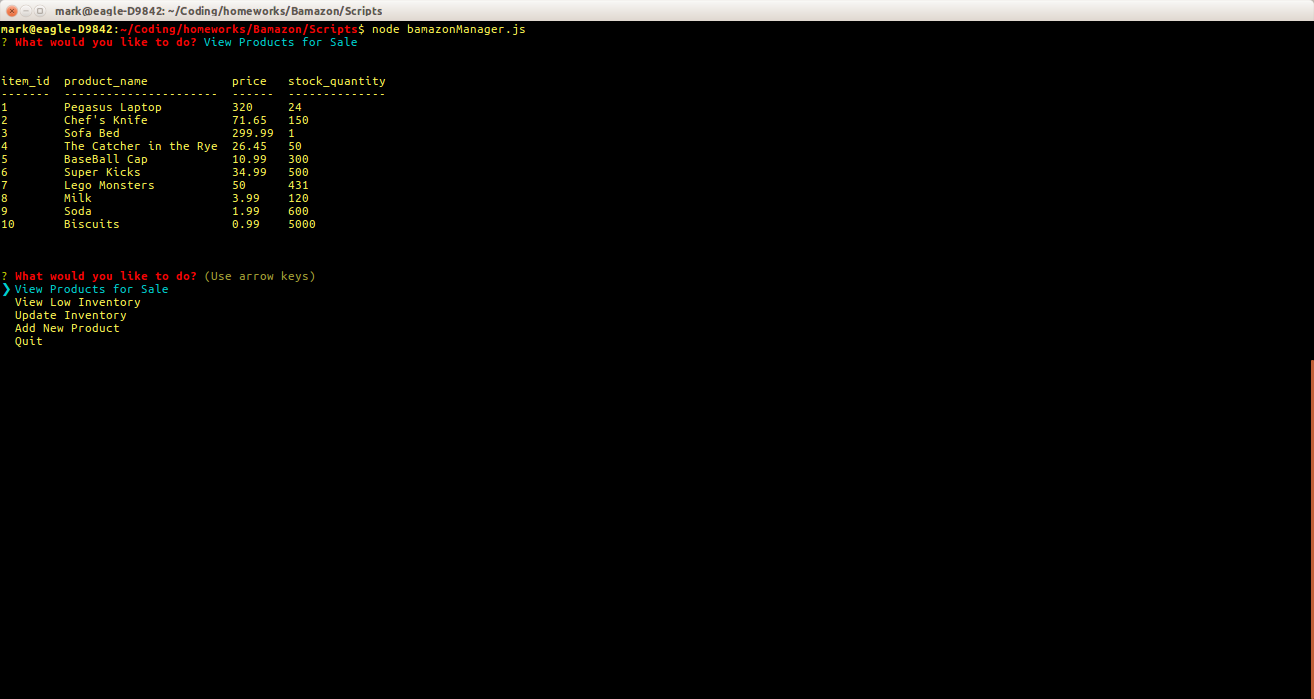 mark@eagle-D9842: ~/Coding/homeworks/Bamazon/Scripts
mark@eagle-D9842:~/Coding/homeworks/Bamazon/Scripts$ node bamazonManager.js
? What would you like to do? View Products for Sale
item_id  product_name            price   stock_quantity
-------  ----------------------  ------  --------------
1        Pegasus Laptop          320     24
2        Chef's Knife            71.65   150
3        Sofa Bed                299.99  1
4        The Catcher in the Rye  26.45   50
5        BaseBall Cap            10.99   300
6        Super Kicks             34.99   500
7        Lego Monsters           50      431
8        Milk                    3.99    120
9        Soda                    1.99    600
10       Biscuits                0.99    5000
? What would you like to do? (Use arrow keys)
❯ View Products for Sale
  View Low Inventory
  Update Inventory
  Add New Product
  Quit